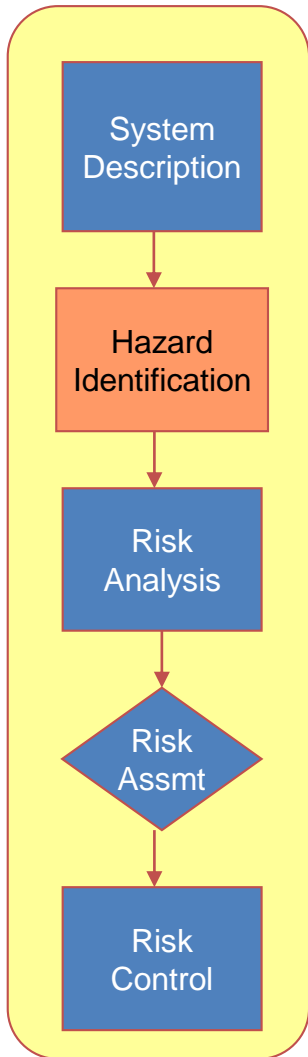 System
Description
Hazard
Identification
Risk
Analysis
Risk
Assmt
Risk
Control